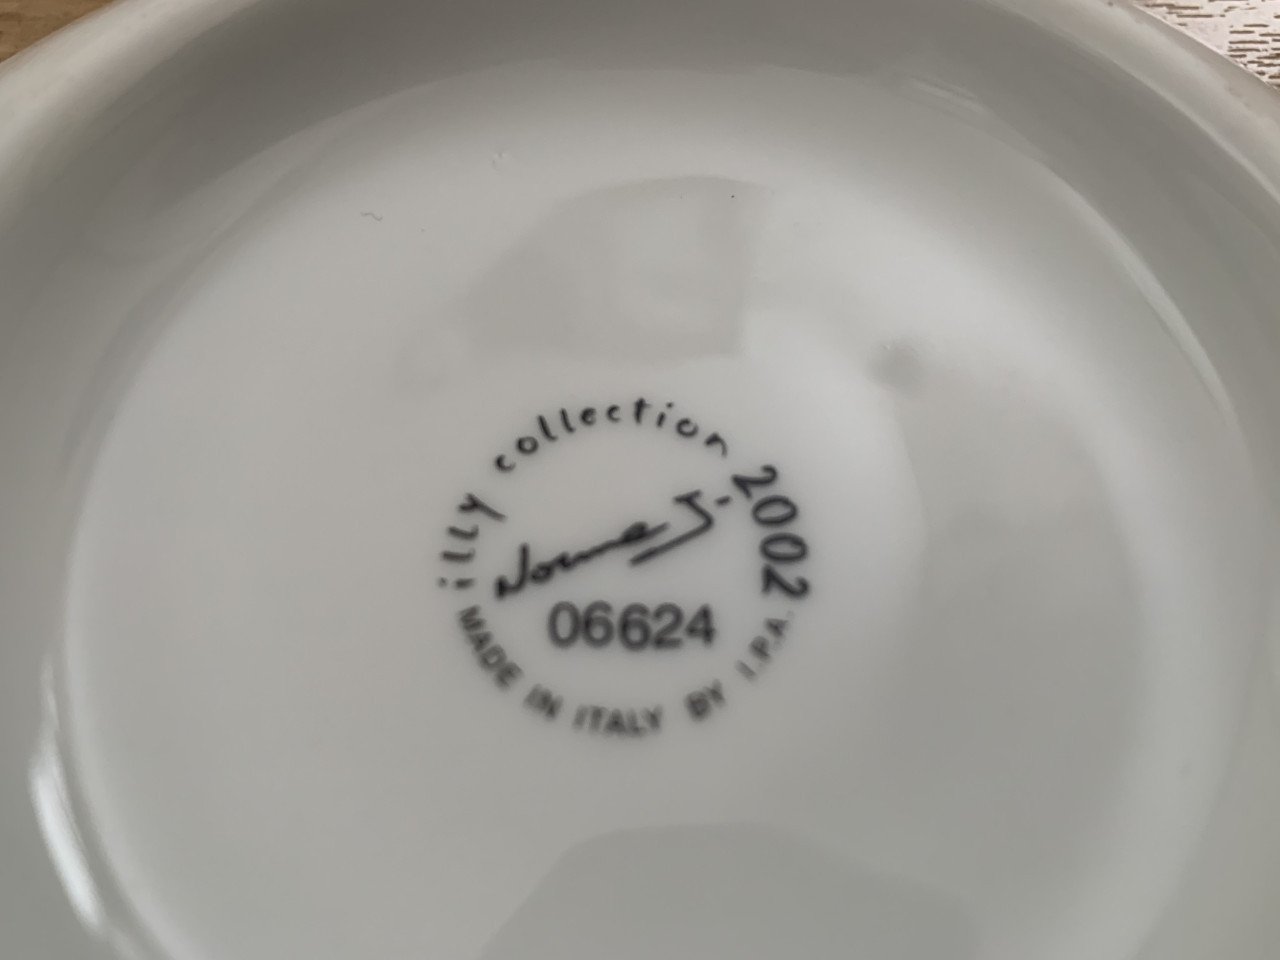 illy collection 2002
06624
MADE IN ITALY BY I.P.A.